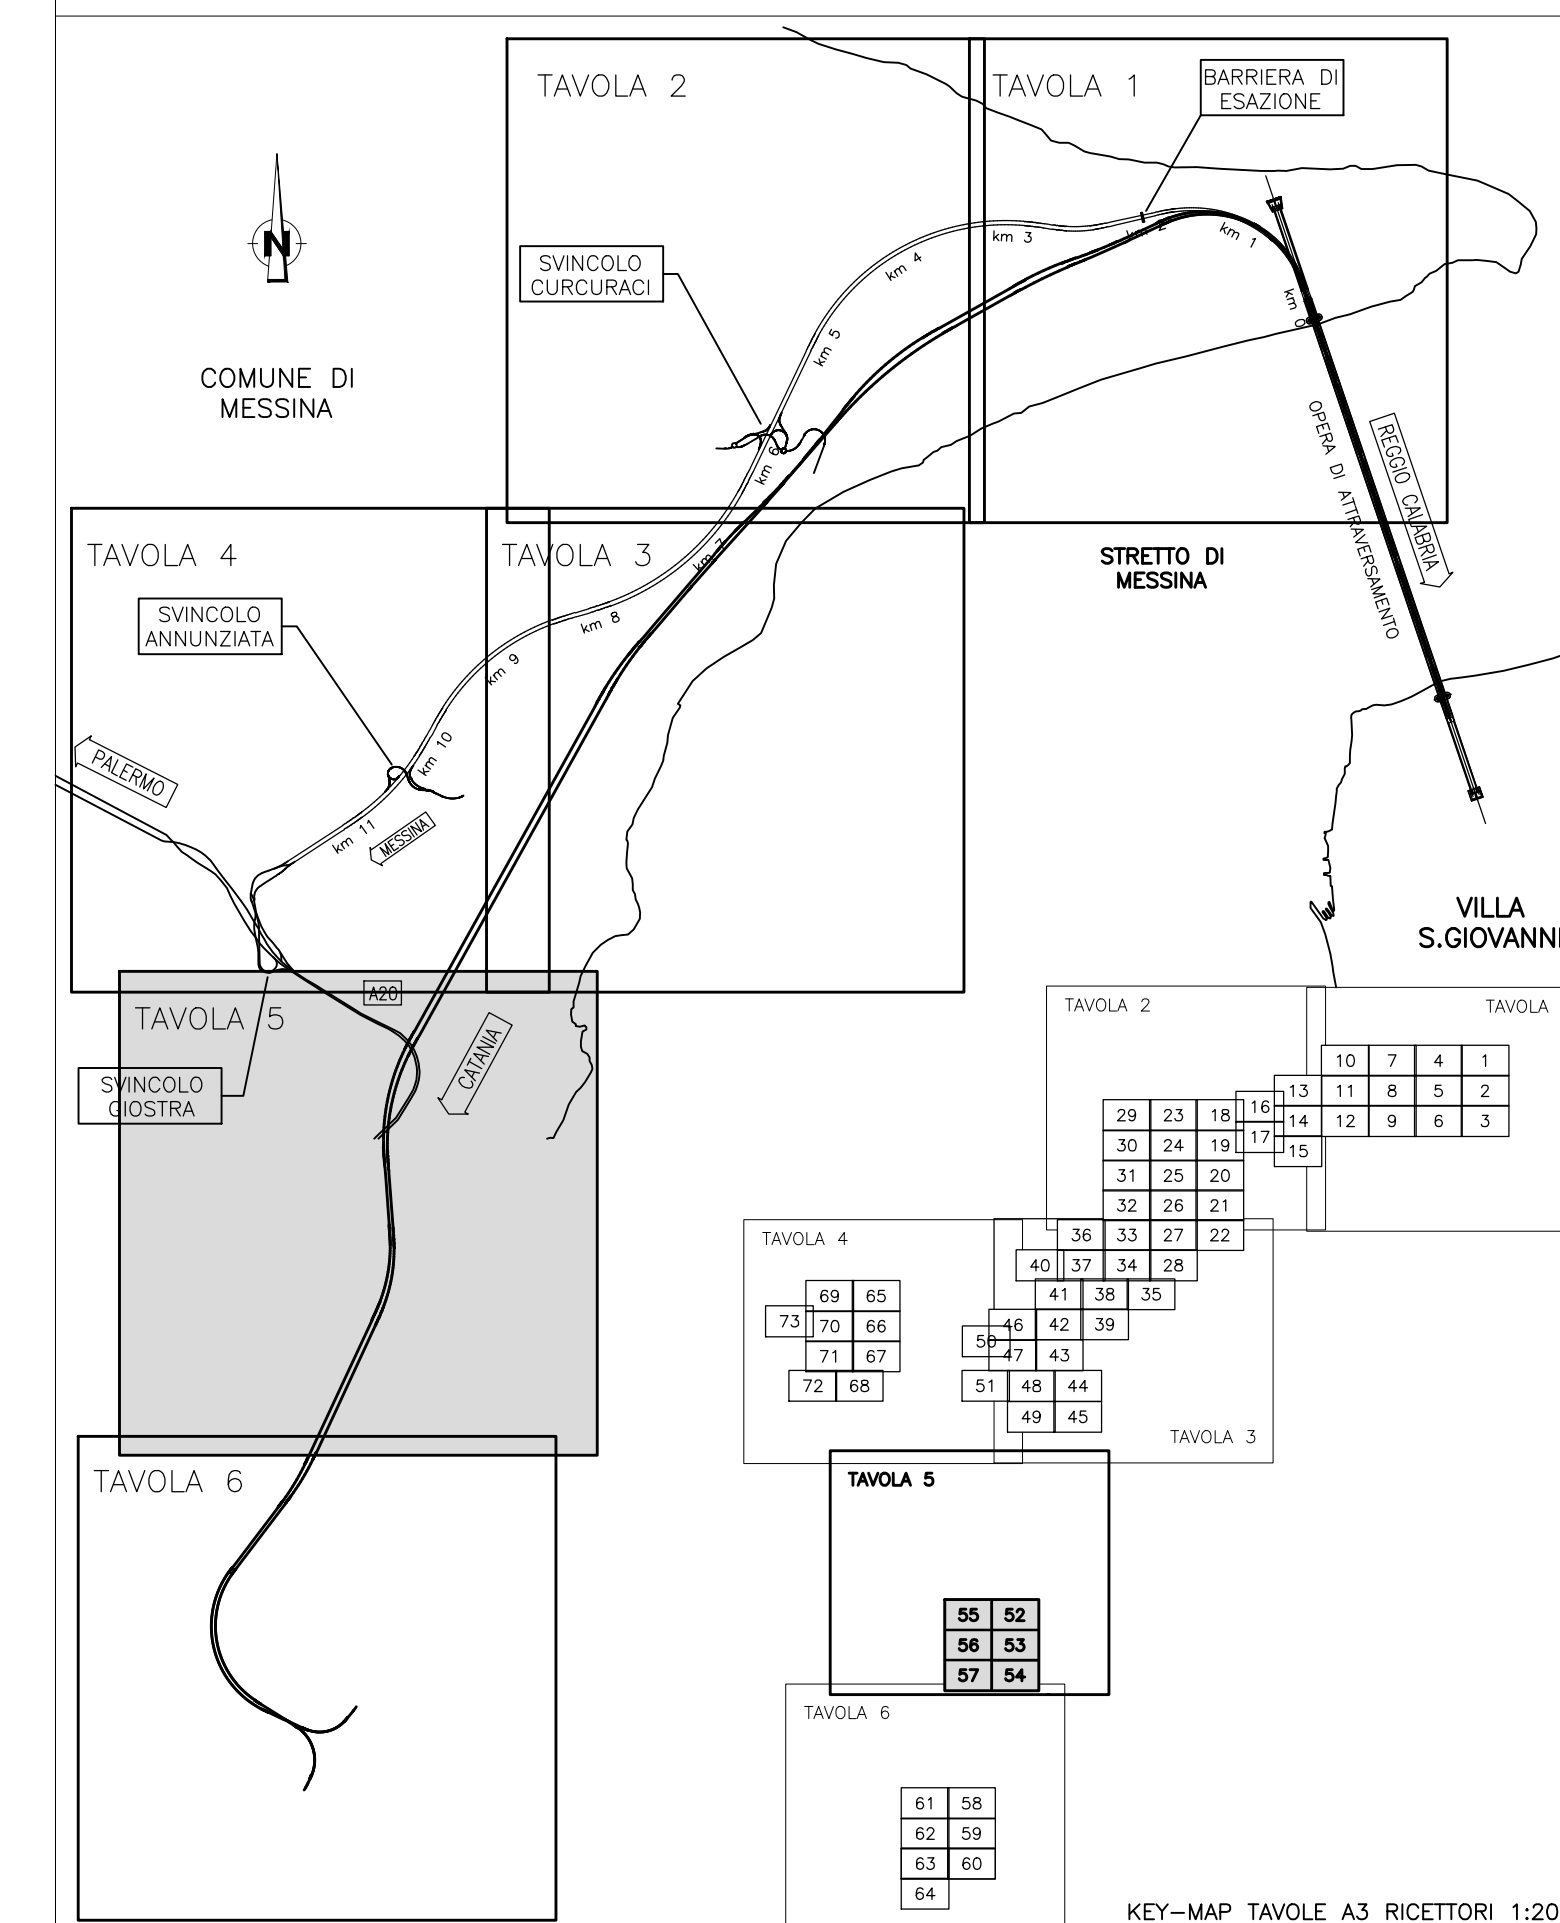 TAVOLA 2
TAVOLA 1
BARRIERA DI
ESAZIONE
N
SVINCOLO
CURCURACI
km 3
km 2
km 1
km 4
km 0
km 5
COMUNE DI
MESSINA
km 6
OPERA DI ATTRAVERSAMENTO
REGGIO CALABRIA
TAVOLA 4
TAVOLA 3
km 7
STRETTO DI
MESSINA
SVINCOLO
ANNUNZIATA
km 8
km 9
km 10
PALERMO
km 11
MESSINA
VILLA
S.GIOVANNI
A20
TAVOLA 5
CATANIA
SVINCOLO
GIOSTRA
TAVOLA 6
TAVOLA 2
TAVOLA
10 7 4 1
13 11 8 5 2
16 14 12 9 6 3
17 15
29 23 18
30 24 19
31 25 20
32 26 21
36 33 27 22
40 37 34 28
41 38 35
46 42 39
50 47 43
51 48 44
49 45
TAVOLA 3
TAVOLA 4
69 65
73 70 66
71 67
72 68
TAVOLA 5
55 52
56 53
57 54
TAVOLA 6
61 58
62 59
63 60
64
KEY-MAP TAVOLE A3 RICETTORI 1:20